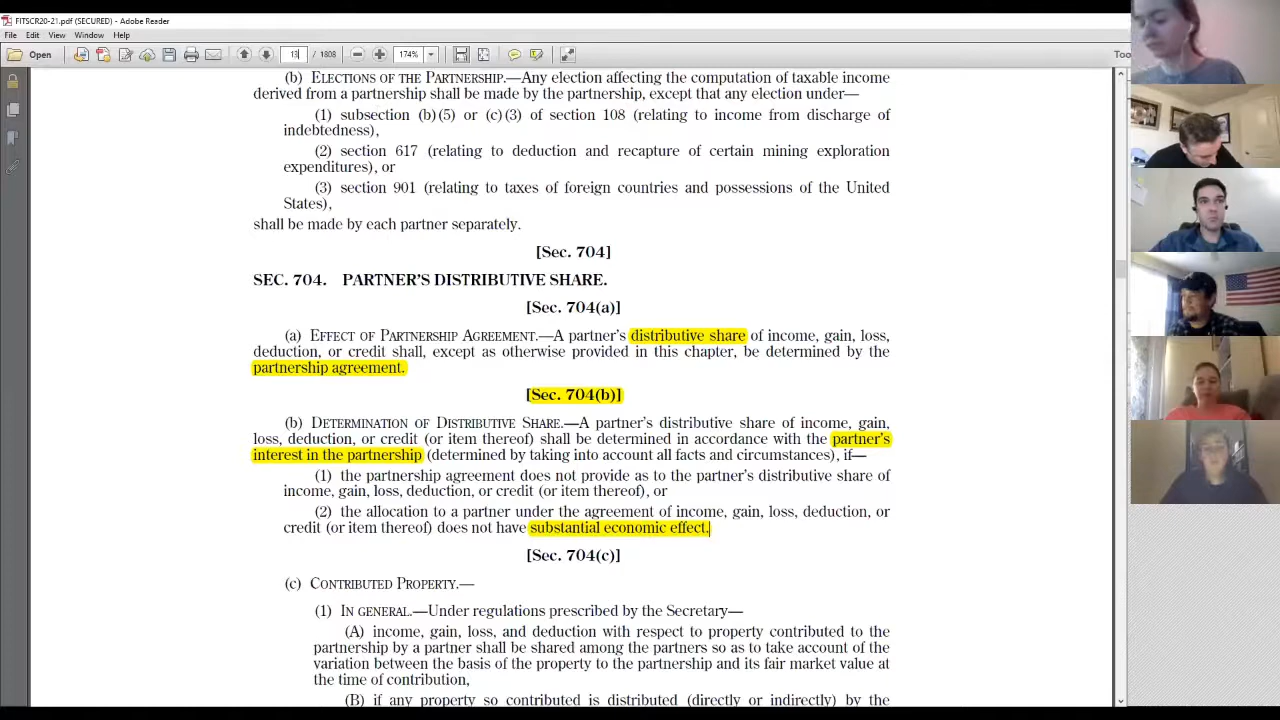 FITSCR20-21.pdf (SECURED) - Adobe Reader
File Edit View Window Help
Open 13 / 1808 174% Too
(b) ELECTIONS OF THE PARTNERSHIP.—Any election affecting the computation of taxable income
derived from a partnership shall be made by the partnership, except that any election under—
(1) subsection (b)(5) or (c)(3) of section 108 (relating to income from discharge of
indebtedness),
(2) section 617 (relating to deduction and recapture of certain mining exploration
expenditures), or
(3) section 901 (relating to taxes of foreign countries and possessions of the United
States),
shall be made by each partner separately.
[Sec. 704]
SEC. 704. PARTNER'S DISTRIBUTIVE SHARE.
[Sec. 704(a)]
(a) EFFECT OF PARTNERSHIP AGREEMENT.—A partner's distributive share of income, gain, loss,
deduction, or credit shall, except as otherwise provided in this chapter, be determined by the
partnership agreement.
[Sec. 704(b)]
(b) DETERMINATION OF DISTRIBUTIVE SHARE.—A partner's distributive share of income, gain,
loss, deduction, or credit (or item thereof) shall be determined in accordance with the partner's
interest in the partnership (determined by taking into account all facts and circumstances), if—
(1) the partnership agreement does not provide as to the partner's distributive share of
income, gain, loss, deduction, or credit (or item thereof), or
(2) the allocation to a partner under the agreement of income, gain, loss, deduction, or
credit (or item thereof) does not have substantial economic effect.
[Sec. 704(c)]
(c) CONTRIBUTED PROPERTY.—
(1) IN GENERAL.—Under regulations prescribed by the Secretary—
(A) income, gain, loss, and deduction with respect to property contributed to the
partnership by a partner shall be shared among the partners so as to take account of the
variation between the basis of the property to the partnership and its fair market value at
the time of contribution,
(B) if any property so contributed is distributed (directly or indirectly) by the